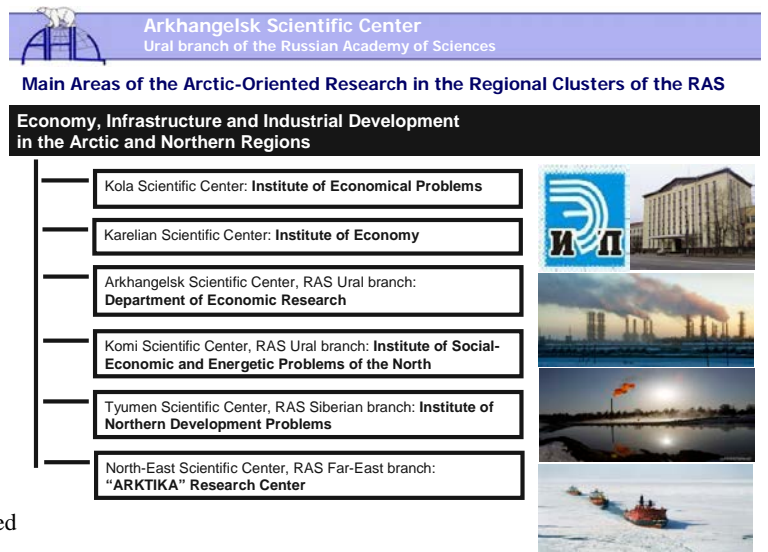 AHL
Arkhangelsk Scientific Center
Ural branch of the Russian Academy of Sciences
Main Areas of the Arctic-Oriented Research in the Regional Clusters of the RAS
Economy, Infrastructure and Industrial Development
in the Arctic and Northern Regions
Kola Scientific Center: Institute of Economical Problems
Karelian Scientific Center: Institute of Economy
Arkhangelsk Scientific Center, RAS Ural branch:
Department of Economic Research
Komi Scientific Center, RAS Ural branch: Institute of Social-
Economic and Energetic Problems of the North
Tyumen Scientific Center, RAS Siberian branch: Institute of
Northern Development Problems
North-East Scientific Center, RAS Far-East branch:
“ARKTIKA” Research Center
ИЭП
ed